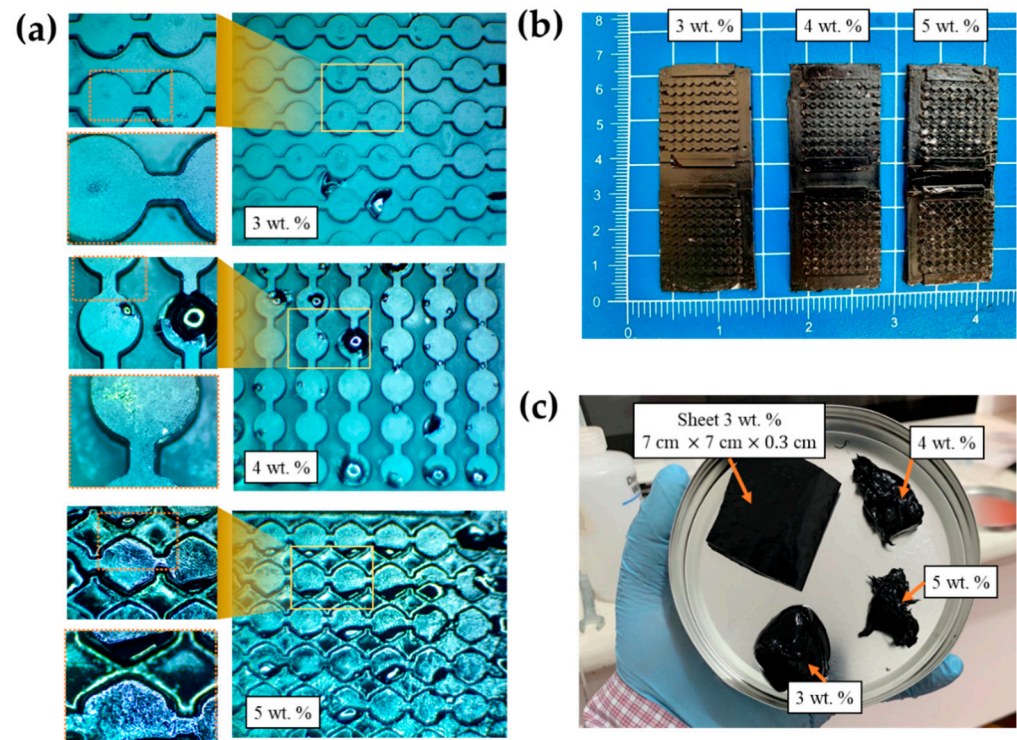 (a)
3 wt. %
4 wt. %
5 wt. %
(b)
3 wt. %
4 wt. %
5 wt. %
8
7
6
5
4
3
2
1
0
0
1
2
3
4
(c)
Sheet 3 wt. %
7 cm × 7 cm × 0.3 cm
4 wt. %
5 wt. %
3 wt. %